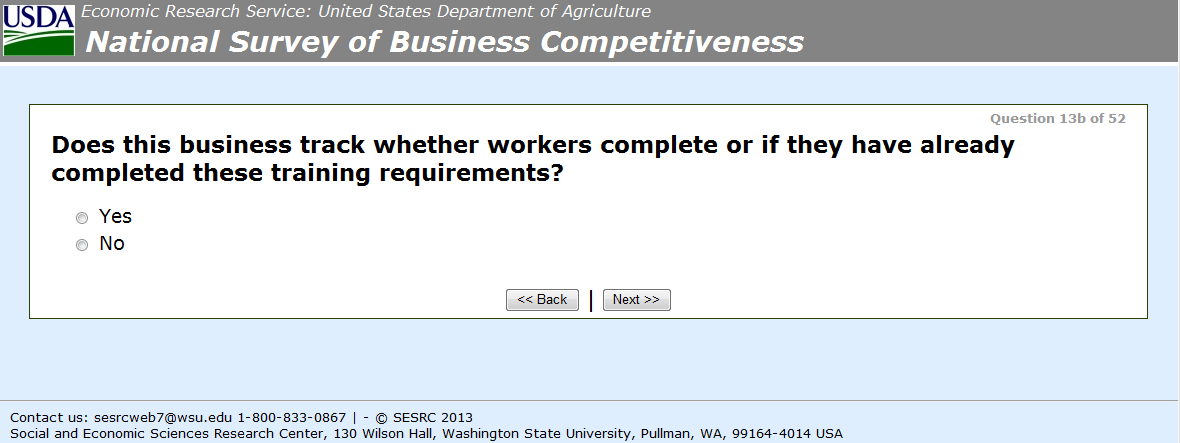 USDA
Economic Research Service: United States Department of Agriculture
National Survey of Business Competitiveness
Question 13b of 52
Does this business track whether workers complete or if they have already
completed these training requirements?
Yes
No
<< Back | Next >>
Contact us: sesrcweb7@wsu.edu 1-800-833-0867 | - © SESRC 2013
Social and Economic Sciences Research Center, 130 Wilson Hall, Washington State University, Pullman, WA, 99164-4014 USA